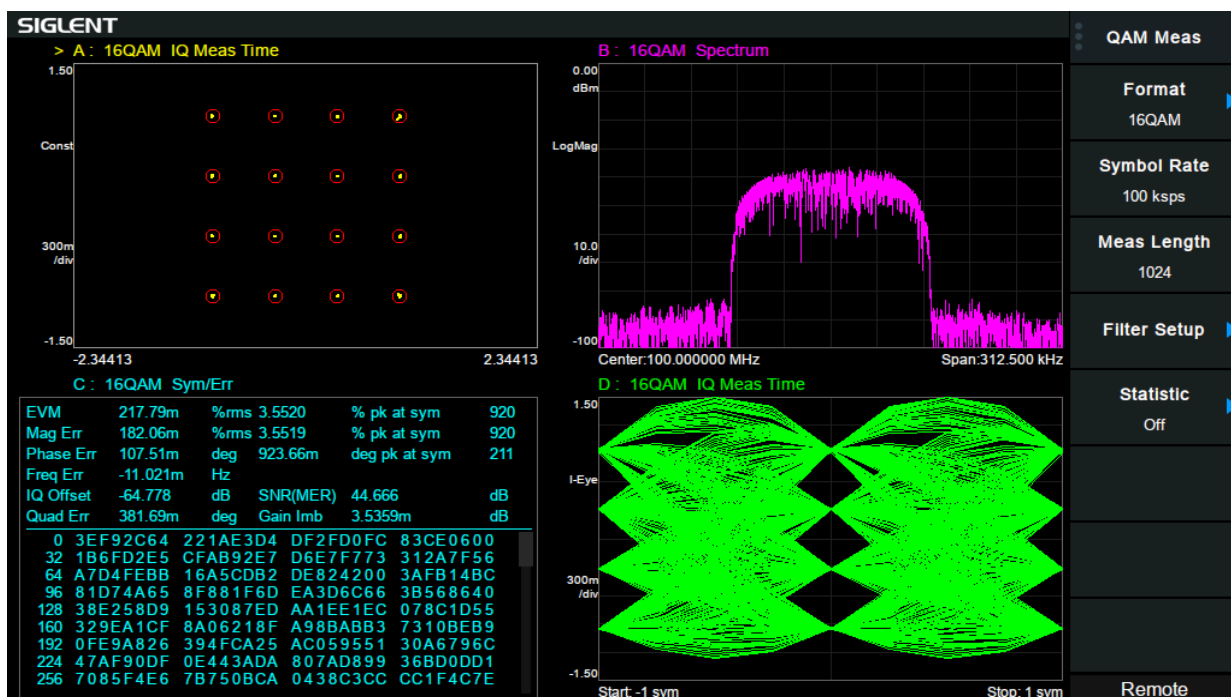 SIGLENT
> A : 16QAM IQ Meas Time
1.50
Const
300m
/div
-1.50
-2.34413 2.34413
B : 16QAM Spectrum
0.00
dBm
LogMag
10.0
/div
-100
Center:100.000000 MHz Span:312.500 kHz
C : 16QAM Sym/Err
EVM 217.79m %rms 3.5520 % pk at sym 920
Mag Err 182.06m %rms 3.5519 % pk at sym 920
Phase Err 107.51m deg 923.66m deg pk at sym 211
Freq Err -11.021m Hz
IQ Offset -64.778 dB SNR(MER) 44.666 dB
Quad Err 381.69m deg Gain Imb 3.5359m dB
0 3EF92C64 221AE3D4 DF2FD0FC 83CE0600
32 1B6FD2E5 CFAB92E7 D6E7F773 312A7F56
64 A7D4FEBB 16A5CDB2 DE824200 3AFB14BC
96 81D74A65 8F881F6D EA3D6C66 3B568640
128 38E258D9 153087ED AA1EE1EC 078C1D55
160 329EA1CF 8A06218F A98BABB3 7310BEB9
192 0FE9A826 394FCA25 AC059551 30A6796C
224 47AF90DF 0E443ADA 807AD899 36BD0DD1
256 7085F4E6 7B750BCA 0438C3CC CC1F4C7E
D : 16QAM IQ Meas Time
1.50
I-Eye
300m
/div
-1.50
Start: -1 sym Stop: 1 sym
QAM Meas
Format
16QAM
Symbol Rate
100 ksps
Meas Length
1024
Filter Setup
Statistic
Off
Remote